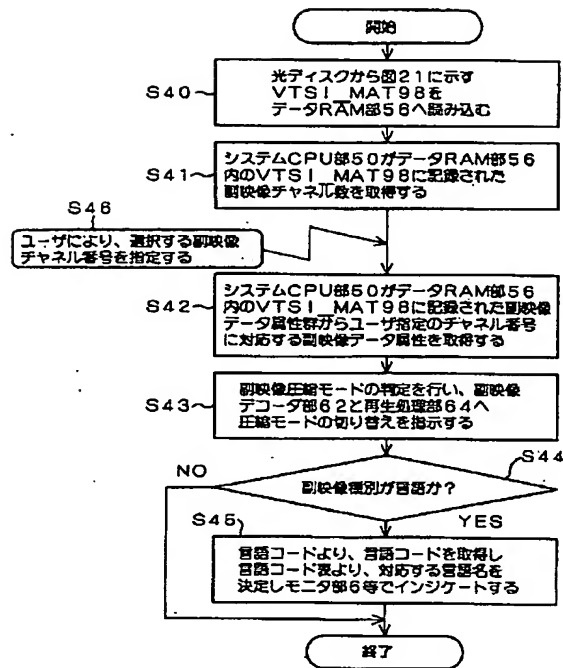 開始
S40
光ディスクから図21に示す
VTSI_MAT98を
データRAM部56へ読み込む
S41
システムCPU部50がデータRAM部56
内のVTSI_MAT98に記録された
副映像チャネル数を取得する
S46
ユーザにより、選択する副映像
チャネル番号を指定する
S42
システムCPU部50がデータRAM部56
内のVTSI_MAT98に記録された副映像
データ属性群からユーザ指定のチャネル番号
に対応する副映像データ属性を取得する
S43
副映像圧縮モードの判定を行い、副映像
デコーダ部62と再生処理部64へ
圧縮モードの切り替えを指示する
S44
NO
副映像種別が言語か?
S45
YES
言語コードより、言語コードを取得し
言語コード表より、対応する言語名を
決定しモニタ部6等でインジケートする
終了